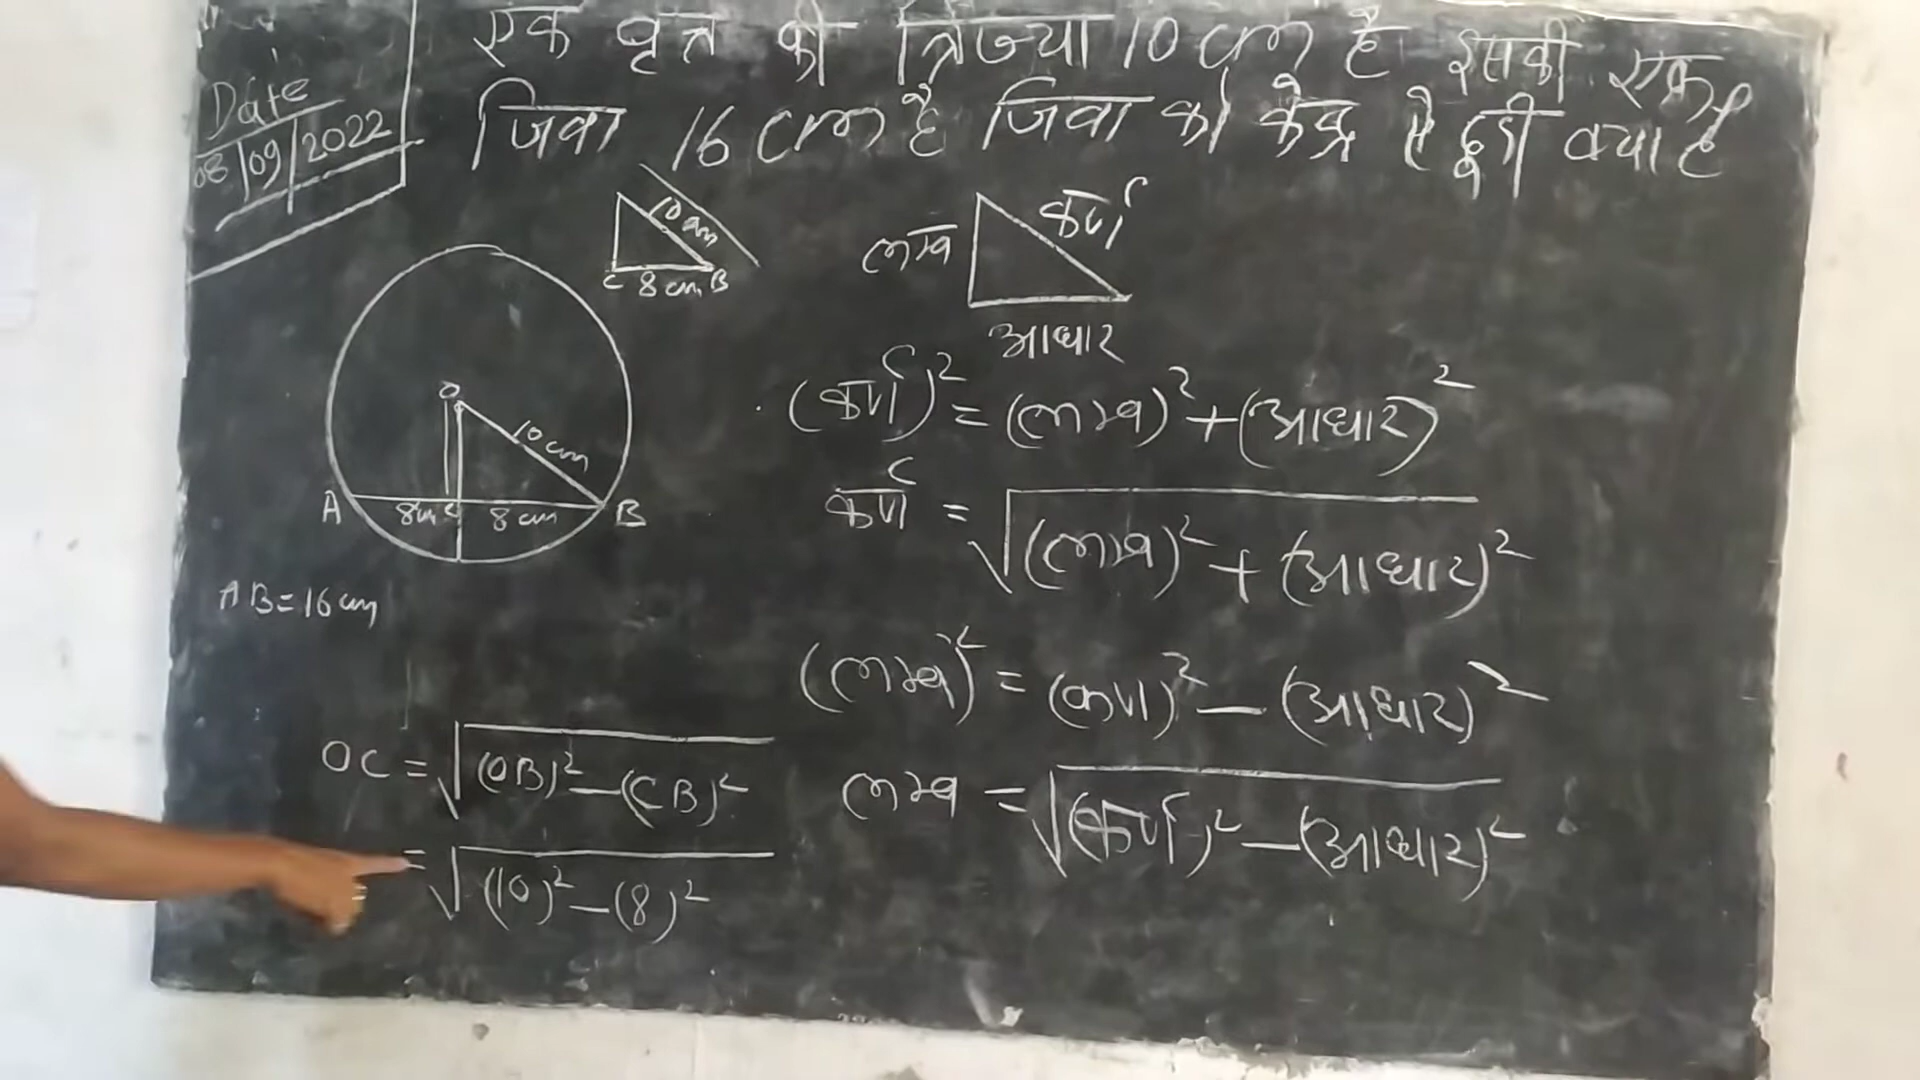 एक वृत्त की त्रिज्या 10 cm है इसकी एक
जिवा 16 cm है जिवा की केंद्र से दूरी क्या है
Date
08/09/2022
10 cm
C 8 cm B
लम्ब
कर्ण
आधार
O
10 cm
A 8cm C 8 cm B
AB = 16 cm
(कर्ण)² = (लम्ब)² + (आधार)²
कर्ण = √(लम्ब)² + (आधार)²
(लम्ब)² = (कर्ण)² − (आधार)²
लम्ब = √(कर्ण)² − (आधार)²
OC = √(OB)² − (CB)²
= √(10)² − (8)²